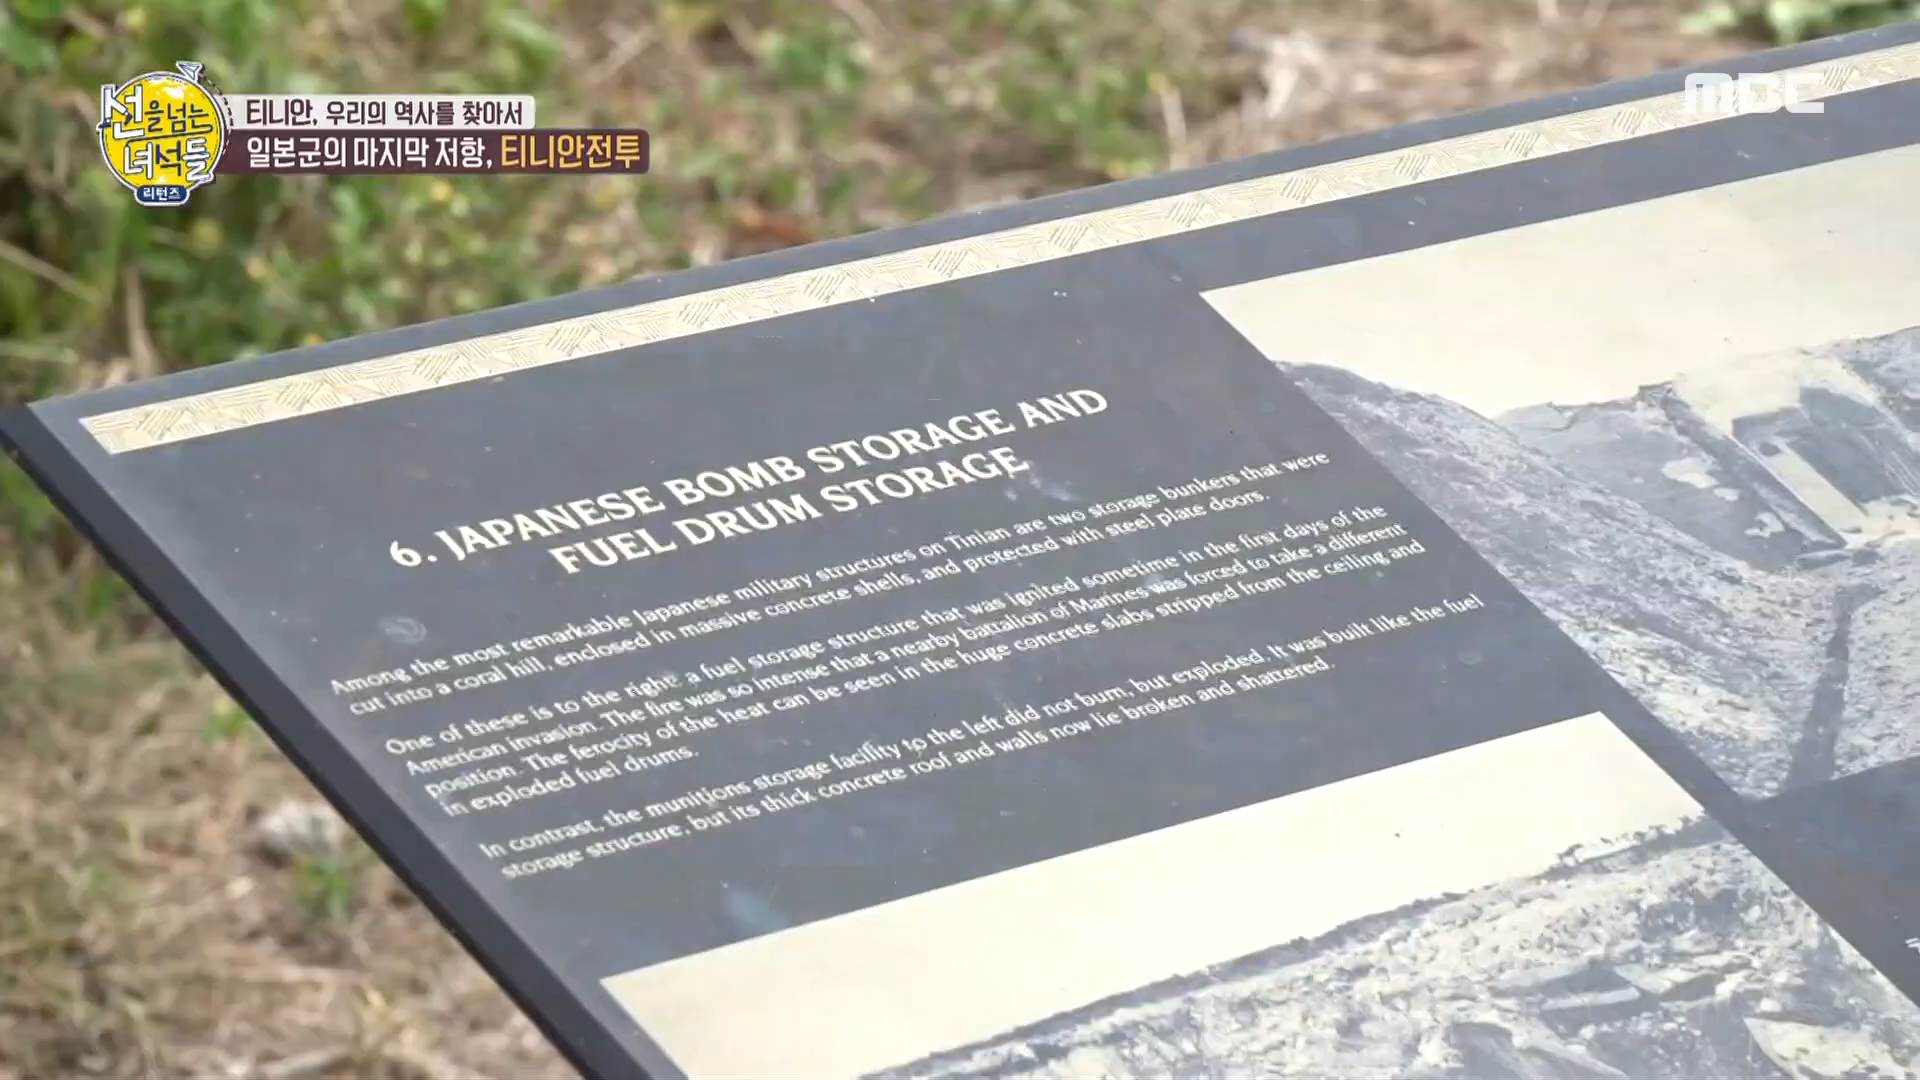 선을 넘는
녀석들
리턴즈
티니안, 우리의 역사를 찾아서
일본군의 마지막 저항, 티니안전투
MBC
6. JAPANESE BOMB STORAGE AND
FUEL DRUM STORAGE
Among the most remarkable Japanese military structures on Tinian are two storage bunkers that were
cut into a coral hill, enclosed in massive concrete shells, and protected with steel plate doors.
One of these is to the right, a fuel storage structure that was ignited sometime in the first days of the
American invasion. The fire was so intense that a nearby battalion of Marines was forced to take a different
position. The ferocity of the heat can be seen in the huge concrete slabs stripped from the ceiling and
in exploded fuel drums.
In contrast, the munitions storage facility to the left did not burn, but exploded. It was built like the fuel
storage structure, but its thick concrete roof and walls now lie broken and shattered.